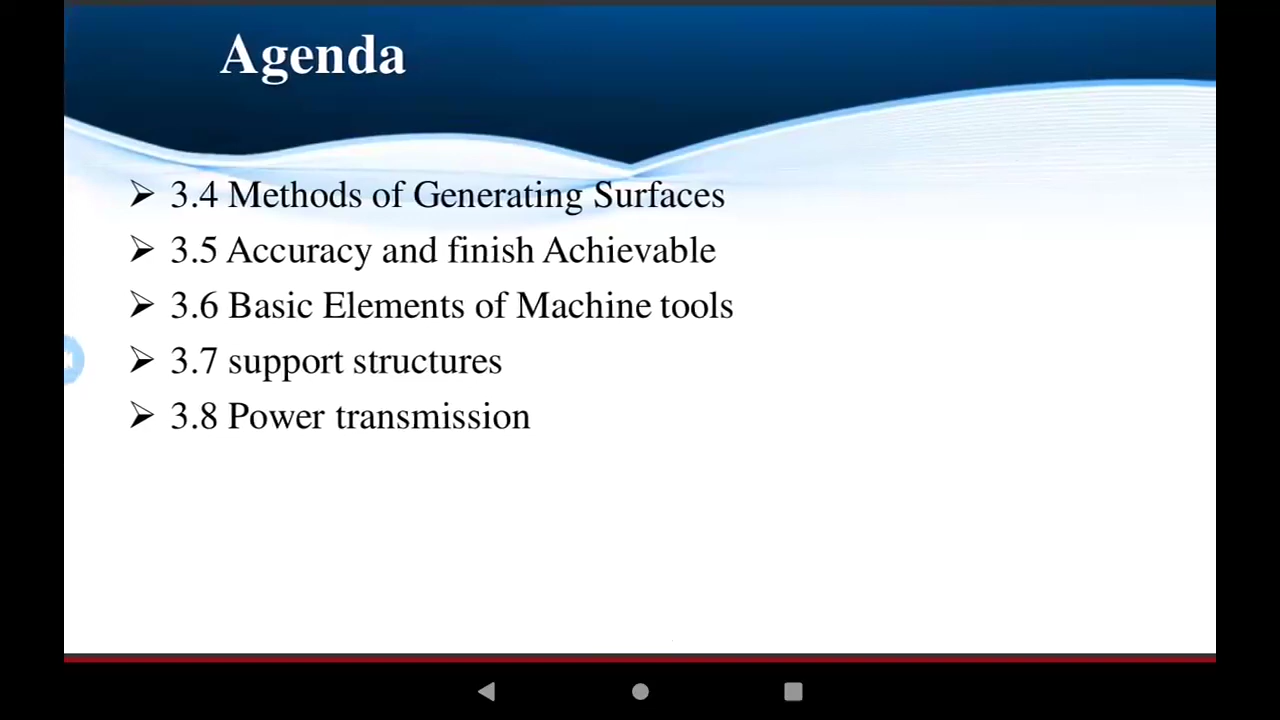 Agenda
➢ 3.4 Methods of Generating Surfaces
➢ 3.5 Accuracy and finish Achievable
➢ 3.6 Basic Elements of Machine tools
➢ 3.7 support structures
➢ 3.8 Power transmission